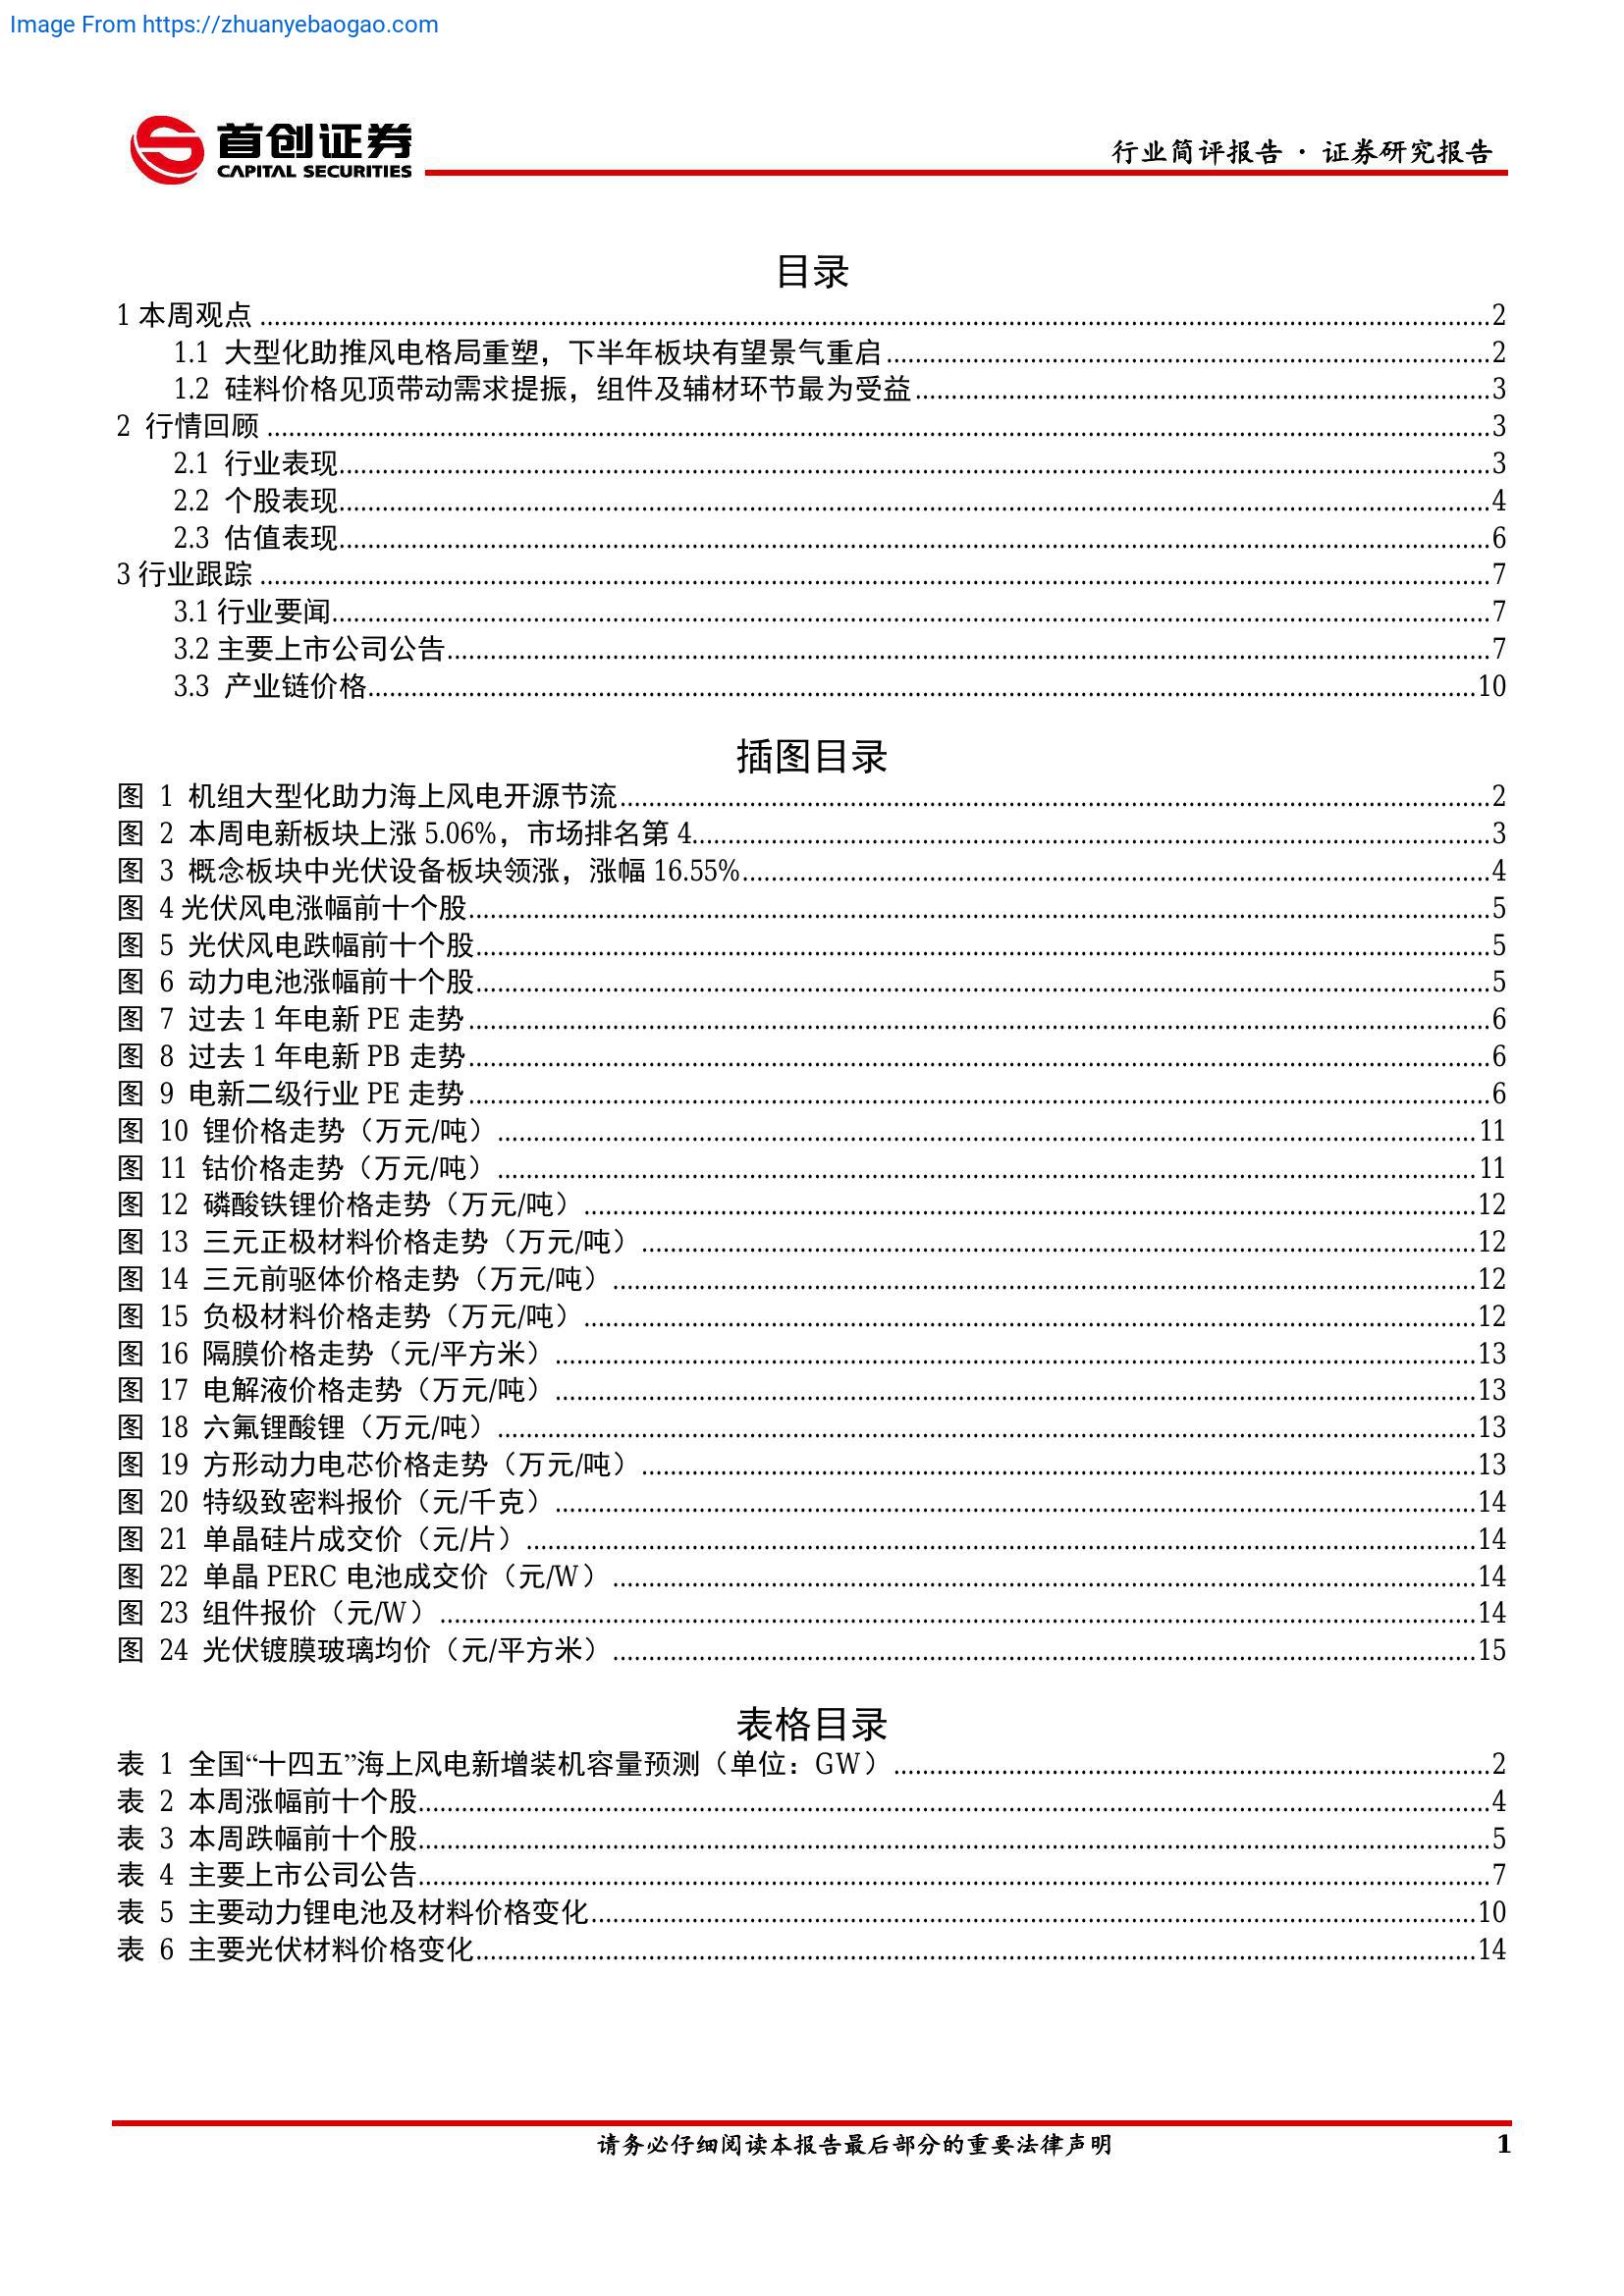 Image From https://zhuanyebaogao.com
首创证券
CAPITAL SECURITIES
行业简评报告 · 证券研究报告
目录
1 本周观点 ........ 2
1.1 大型化助推风电格局重塑，下半年板块有望景气重启 ........ 2
1.2 硅料价格见顶带动需求提振，组件及辅材环节最为受益 ........ 3
2 行情回顾 ........ 3
2.1 行业表现 ........ 3
2.2 个股表现 ........ 4
2.3 估值表现 ........ 6
3 行业跟踪 ........ 7
3.1 行业要闻 ........ 7
3.2 主要上市公司公告 ........ 7
3.3 产业链价格 ........ 10
插图目录
图 1 机组大型化助力海上风电开源节流 ........ 2
图 2 本周电新板块上涨 5.06%，市场排名第 4 ........ 3
图 3 概念板块中光伏设备板块领涨，涨幅 16.55% ........ 4
图 4 光伏风电涨幅前十个股 ........ 5
图 5 光伏风电跌幅前十个股 ........ 5
图 6 动力电池涨幅前十个股 ........ 5
图 7 过去 1 年电新 PE 走势 ........ 6
图 8 过去 1 年电新 PB 走势 ........ 6
图 9 电新二级行业 PE 走势 ........ 6
图 10 锂价格走势（万元/吨） ........ 11
图 11 钴价格走势（万元/吨） ........ 11
图 12 磷酸铁锂价格走势（万元/吨） ........ 12
图 13 三元正极材料价格走势（万元/吨） ........ 12
图 14 三元前驱体价格走势（万元/吨） ........ 12
图 15 负极材料价格走势（万元/吨） ........ 12
图 16 隔膜价格走势（元/平方米） ........ 13
图 17 电解液价格走势（万元/吨） ........ 13
图 18 六氟锂酸锂（万元/吨） ........ 13
图 19 方形动力电芯价格走势（万元/吨） ........ 13
图 20 特级致密料报价（元/千克） ........ 14
图 21 单晶硅片成交价（元/片） ........ 14
图 22 单晶 PERC 电池成交价（元/W） ........ 14
图 23 组件报价（元/W） ........ 14
图 24 光伏镀膜玻璃均价（元/平方米） ........ 15
表格目录
表 1 全国“十四五”海上风电新增装机容量预测（单位：GW） ........ 2
表 2 本周涨幅前十个股 ........ 4
表 3 本周跌幅前十个股 ........ 5
表 4 主要上市公司公告 ........ 7
表 5 主要动力锂电池及材料价格变化 ........ 10
表 6 主要光伏材料价格变化 ........ 14
请务必仔细阅读本报告最后部分的重要法律声明 1